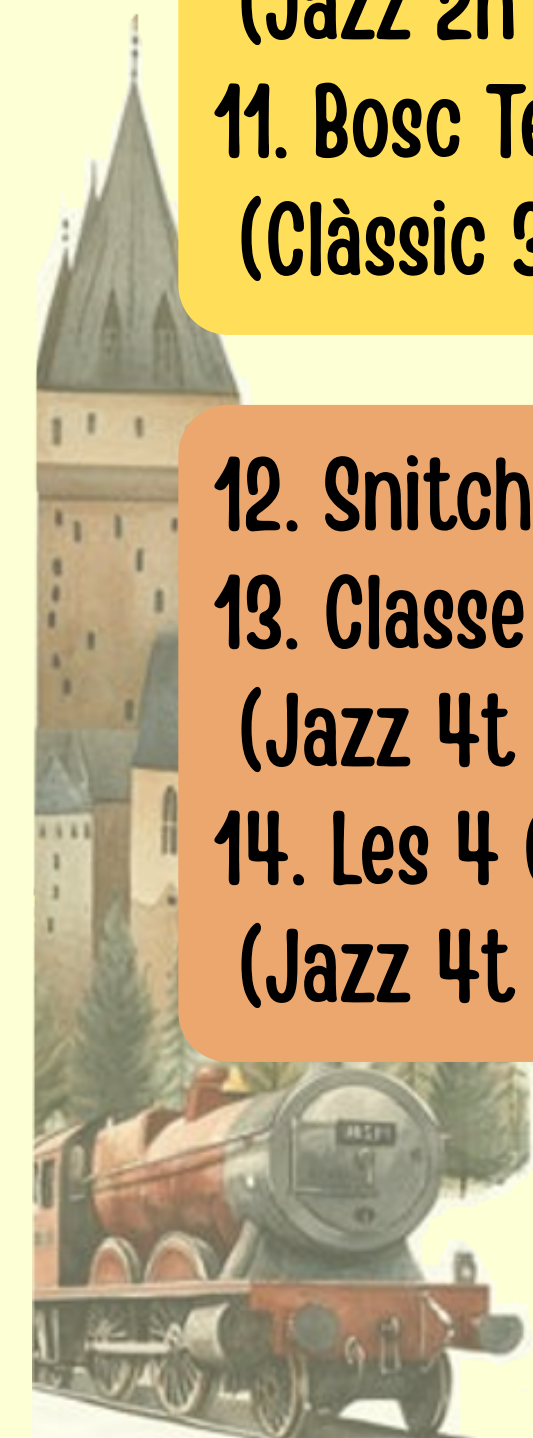 (Jazz 2n
11. Bosc
(Clàssic
12. Snitch
13. Classe
(Jazz 4t
14. Les 4
(Jazz 4t